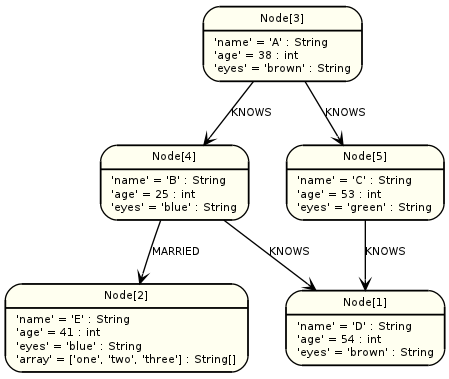 Node[3]
'name' = 'A' : String
'age' = 38 : int
'eyes' = 'brown' : String
KNOWS
KNOWS
Node[4]
'name' = 'B' : String
'age' = 25 : int
'eyes' = 'blue' : String
Node[5]
'name' = 'C' : String
'age' = 53 : int
'eyes' = 'green' : String
MARRIED
KNOWS
KNOWS
Node[2]
'name' = 'E' : String
'age' = 41 : int
'eyes' = 'blue' : String
'array' = ['one', 'two', 'three'] : String[]
Node[1]
'name' = 'D' : String
'age' = 54 : int
'eyes' = 'brown' : String